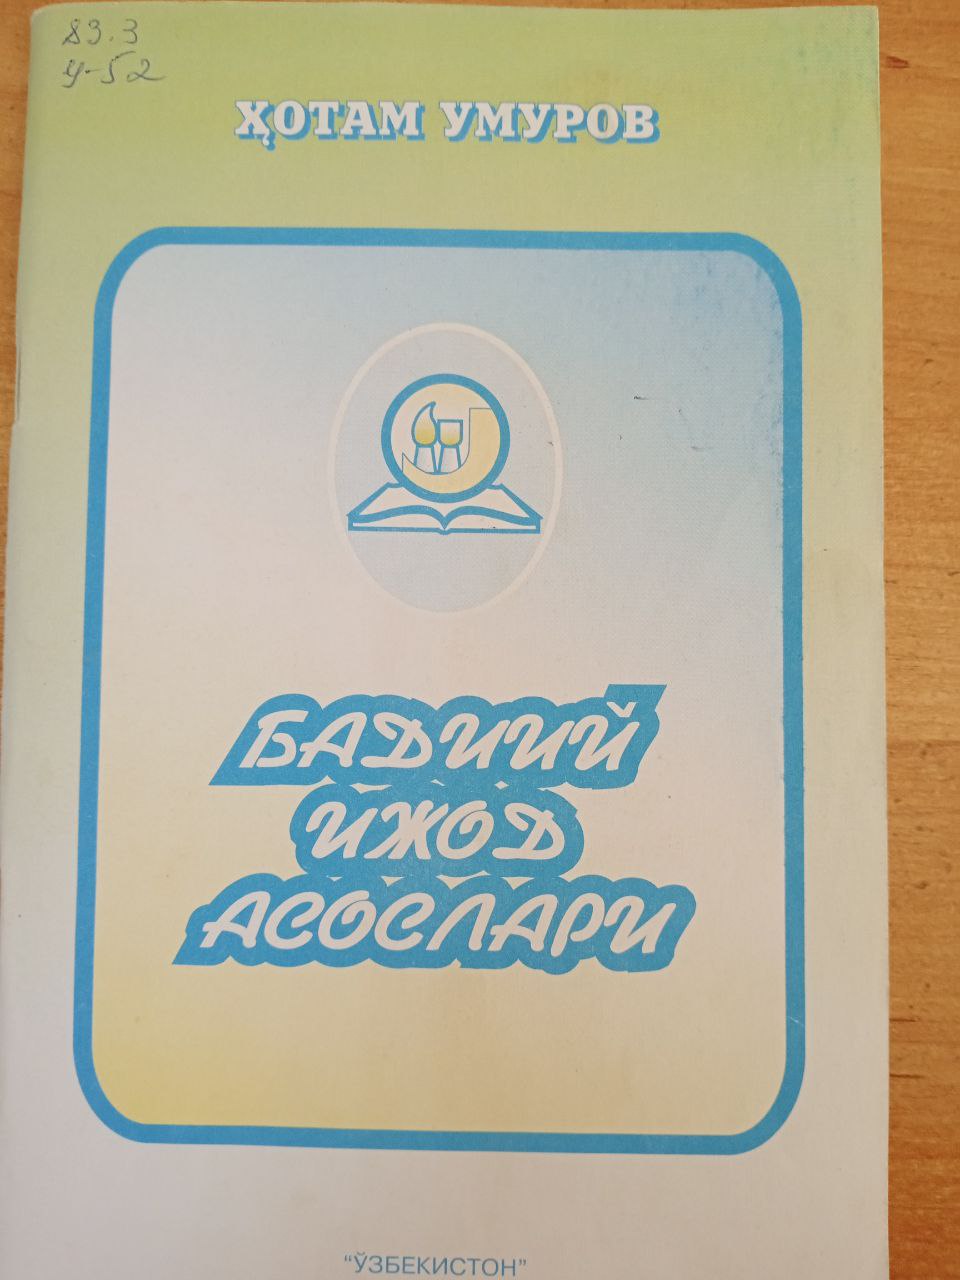 83.3
У-52
ҲОТАМ УМУРОВ
БАДИИЙ
ИЖОД
АСОСЛАРИ
"ЎЗБЕКИСТОН"